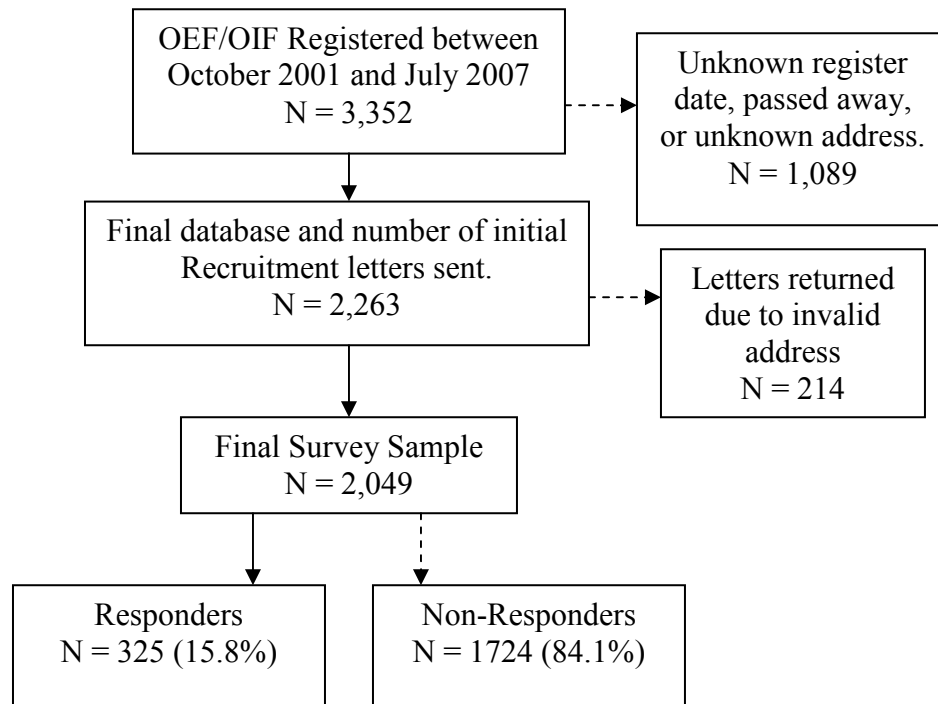 OEF/OIF Registered between
October 2001 and July 2007
N = 3,352
Unknown register
date, passed away,
or unknown address.
N = 1,089
Final database and number of initial
Recruitment letters sent.
N = 2,263
Letters returned
due to invalid
address
N = 214
Final Survey Sample
N = 2,049
Responders
N = 325 (15.8%)
Non-Responders
N = 1724 (84.1%)